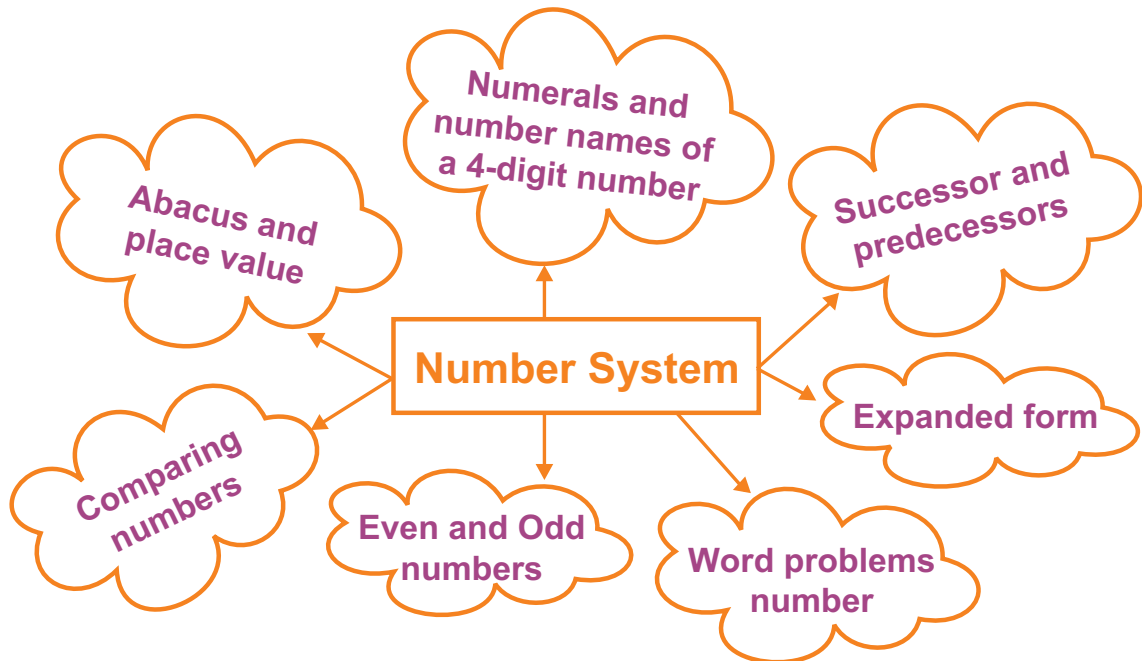 Numerals and
number names of
a 4-digit number
Abacus and
place value
Successor and
predecessors
Number System
Expanded form
Comparing
numbers
Even and Odd
numbers
Word problems
number